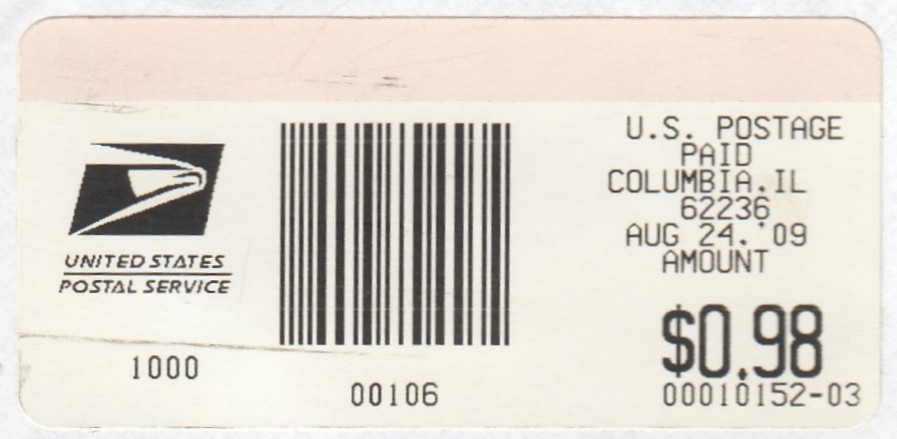 UNITED STATES
POSTAL SERVICE
1000
00106
U.S. POSTAGE
PAID
COLUMBIA.IL
62236
AUG 24.'09
AMOUNT
$0.98
00010152-03